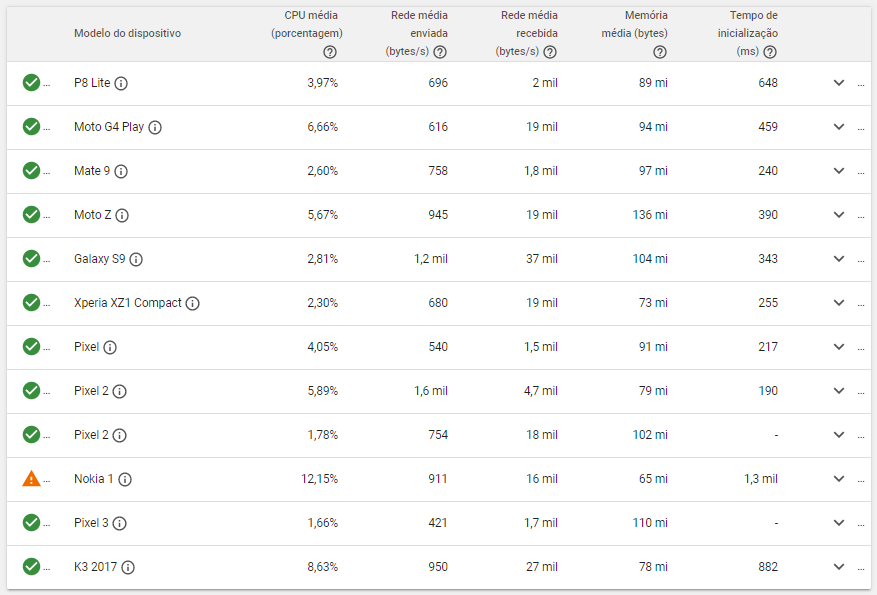 Modelo do dispositivo CPU média (porcentagem) Rede média enviada (bytes/s) Rede média recebida (bytes/s) Memória média (bytes) Tempo de inicialização (ms)
... P8 Lite 3,97% 696 2 mil 89 mi 648 ...
... Moto G4 Play 6,66% 616 19 mil 94 mi 459 ...
... Mate 9 2,60% 758 1,8 mil 97 mi 240 ...
... Moto Z 5,67% 945 19 mil 136 mi 390 ...
... Galaxy S9 2,81% 1,2 mil 37 mil 104 mi 343 ...
... Xperia XZ1 Compact 2,30% 680 19 mil 73 mi 255 ...
... Pixel 4,05% 540 1,5 mil 91 mi 217 ...
... Pixel 2 5,89% 1,6 mil 4,7 mil 79 mi 190 ...
... Pixel 2 1,78% 754 18 mil 102 mi - ...
... Nokia 1 12,15% 911 16 mil 65 mi 1,3 mil ...
... Pixel 3 1,66% 421 1,7 mil 110 mi - ...
... K3 2017 8,63% 950 27 mil 78 mi 882 ...